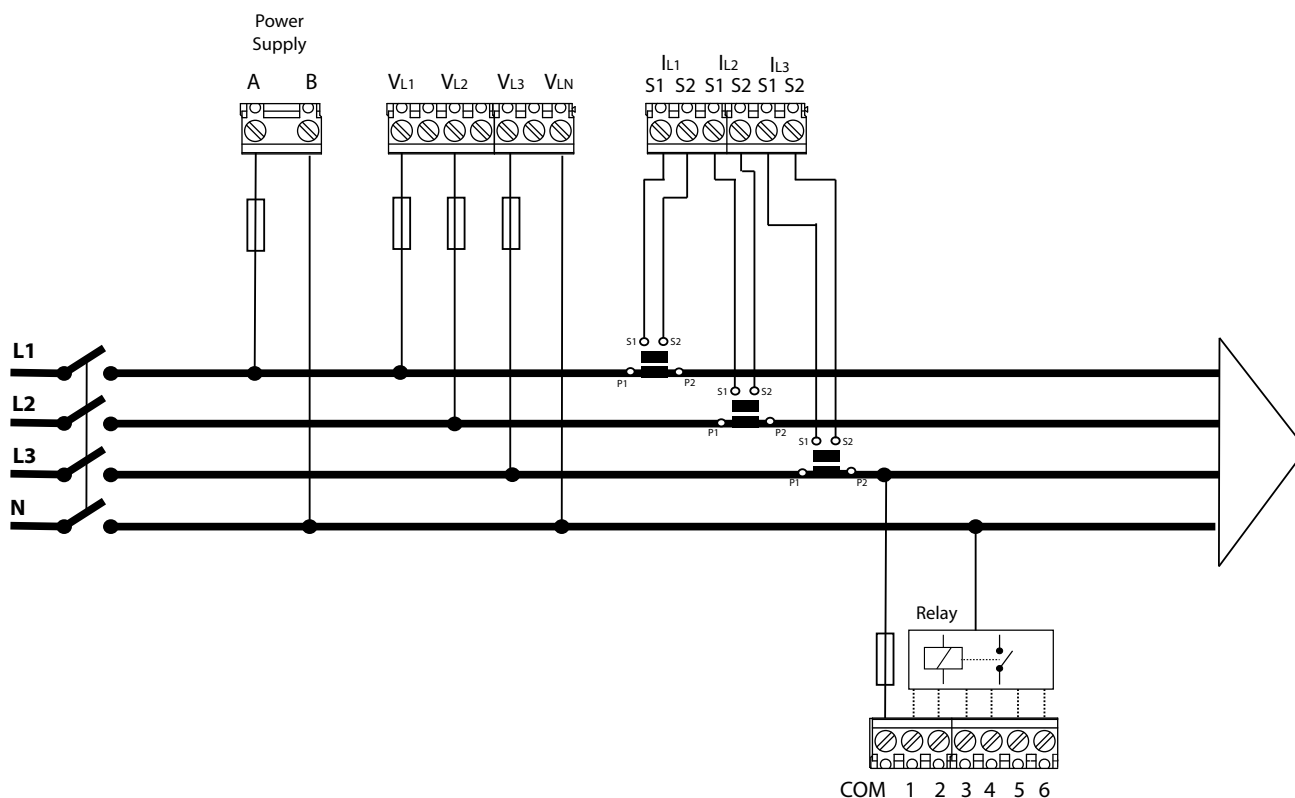 Power
Supply
A B
VL1 VL2 VL3 VLN
IL1 IL2 IL3
S1 S2 S1 S2 S1 S2
S1 S2
L1
P1 P2
S1 S2
L2
P1 P2
S1 S2
L3
P1 P2
N
Relay
COM 1 2 3 4 5 6